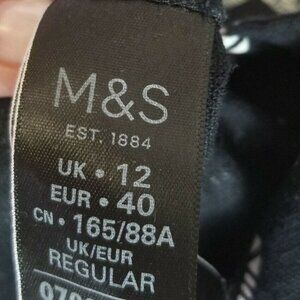 M&S
EST. 1884
UK • 12
EUR • 40
CN • 165/88A
UK/EUR
REGULAR